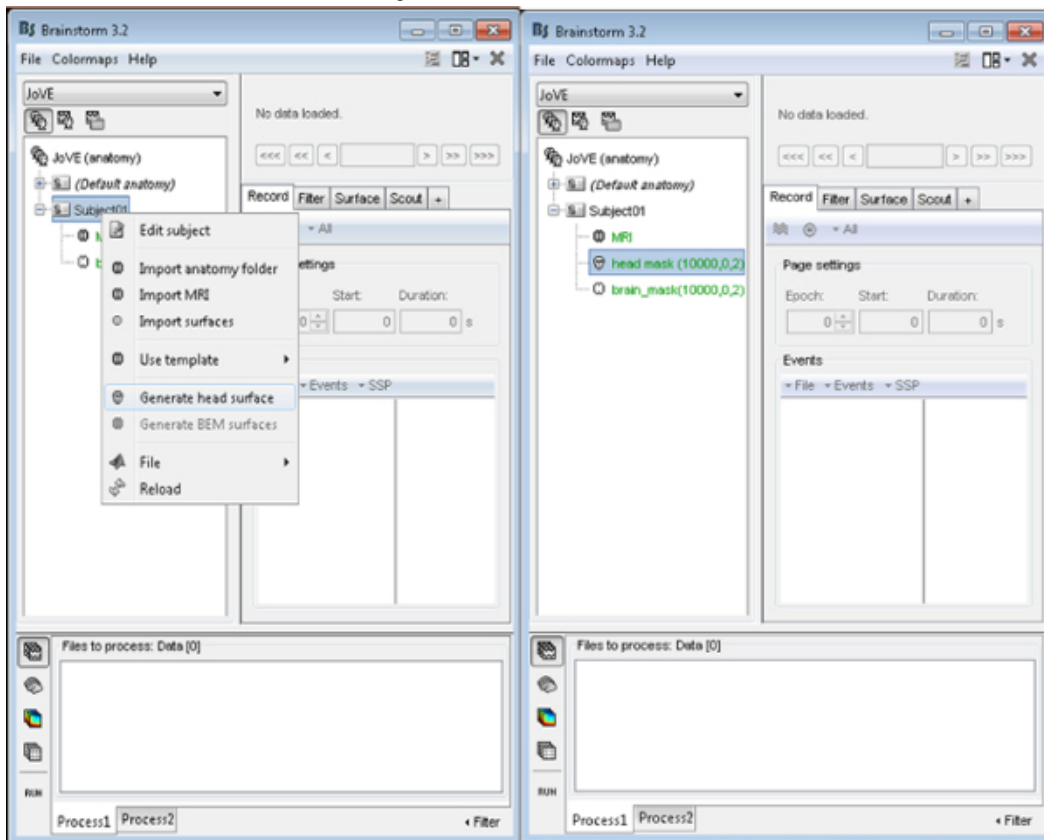 Brainstorm 3.2
File Colormaps Help
JoVE
No data loaded.
JoVE (anatomy)
<<< << < > >> >>>
(Default anatomy)
Record Filter Surface Scout +
Subject01
All
Edit subject
Import anatomy folder
Import MRI
Start: Duration:
Import surfaces
0 0 0 s
Use template
Events SSP
Generate head surface
Generate BEM surfaces
File
Reload
Files to process: Data [0]
RUN
Process1 Process2
Filter
Brainstorm 3.2
File Colormaps Help
JoVE
No data loaded.
JoVE (anatomy)
<<< << < > >> >>>
(Default anatomy)
Record Filter Surface Scout +
Subject01
All
MRI
head mask (10000,0,2)
Page settings
brain_mask(10000,0,2)
Epoch: Start: Duration:
0 0 0 s
Events
File Events SSP
Files to process: Data [0]
RUN
Process1 Process2
Filter